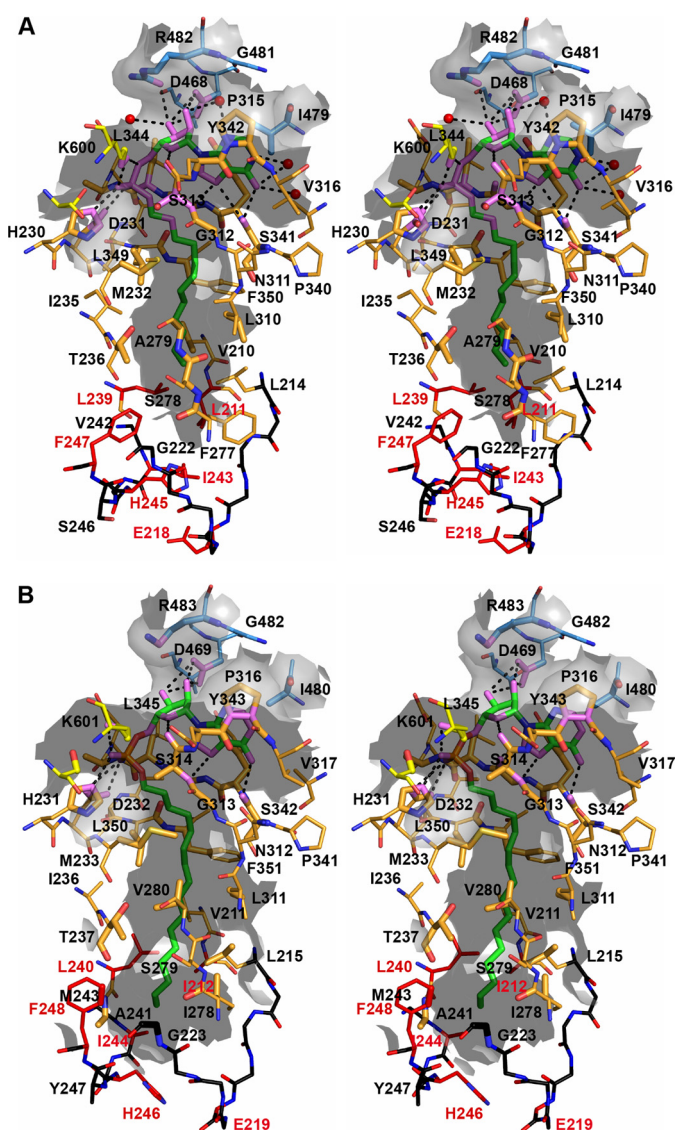 A
R482 G481 R482 G481
D468 D468
P315 I479 P315 I479
L344 Y342 L344 Y342
K600 K600
S313 V316 S313 V316
H230 D231 G312 S341 H230 D231 G312 S341
L349 N311 P340 L349 N311 P340
I235 M232 F350 I235 M232 F350
L310 L310
T236 A279 V210 T236 A279 V210
L239 S278 L214 L239 S278 L214
V242 L211 V242 L211
F247 G222 F277 F247 G222 F277
I243 I243
H245 H245
S246 E218 S246 E218
B
R483 G482 R483 G482
D469 D469
P316 I480 P316 I480
L345 Y343 L345 Y343
K601 K601
S314 V317 S314 V317
H231 D232 G313 S342 H231 D232 G313 S342
L350 N312 P341 L350 N312 P341
M233 F351 M233 F351
I236 V280 L311 I236 V280 L311
T237 V211 T237 V211
L240 S279 L215 L240 S279 L215
M243 I212 M243 I212
F248 A241 I278 F248 A241 I278
I244 G223 I244 G223
Y247 H246 Y247 H246
E219 E219